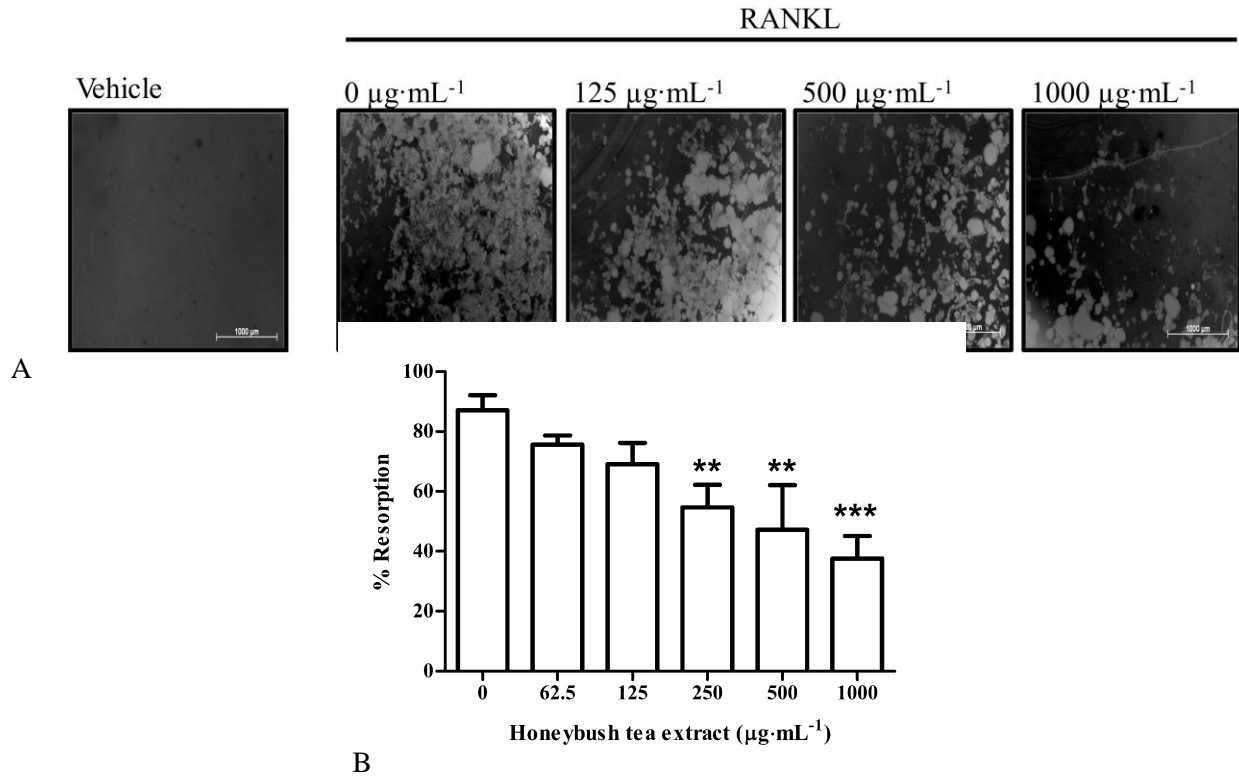 RANKL
Vehicle
0 µg·mL⁻¹
125 µg·mL⁻¹
500 µg·mL⁻¹
1000 µg·mL⁻¹
1000 µm
1000 µm
A
100
80
60
40
20
0
**
**
***
% Resorption
0 62.5 125 250 500 1000
Honeybush tea extract (µg·mL⁻¹)
B